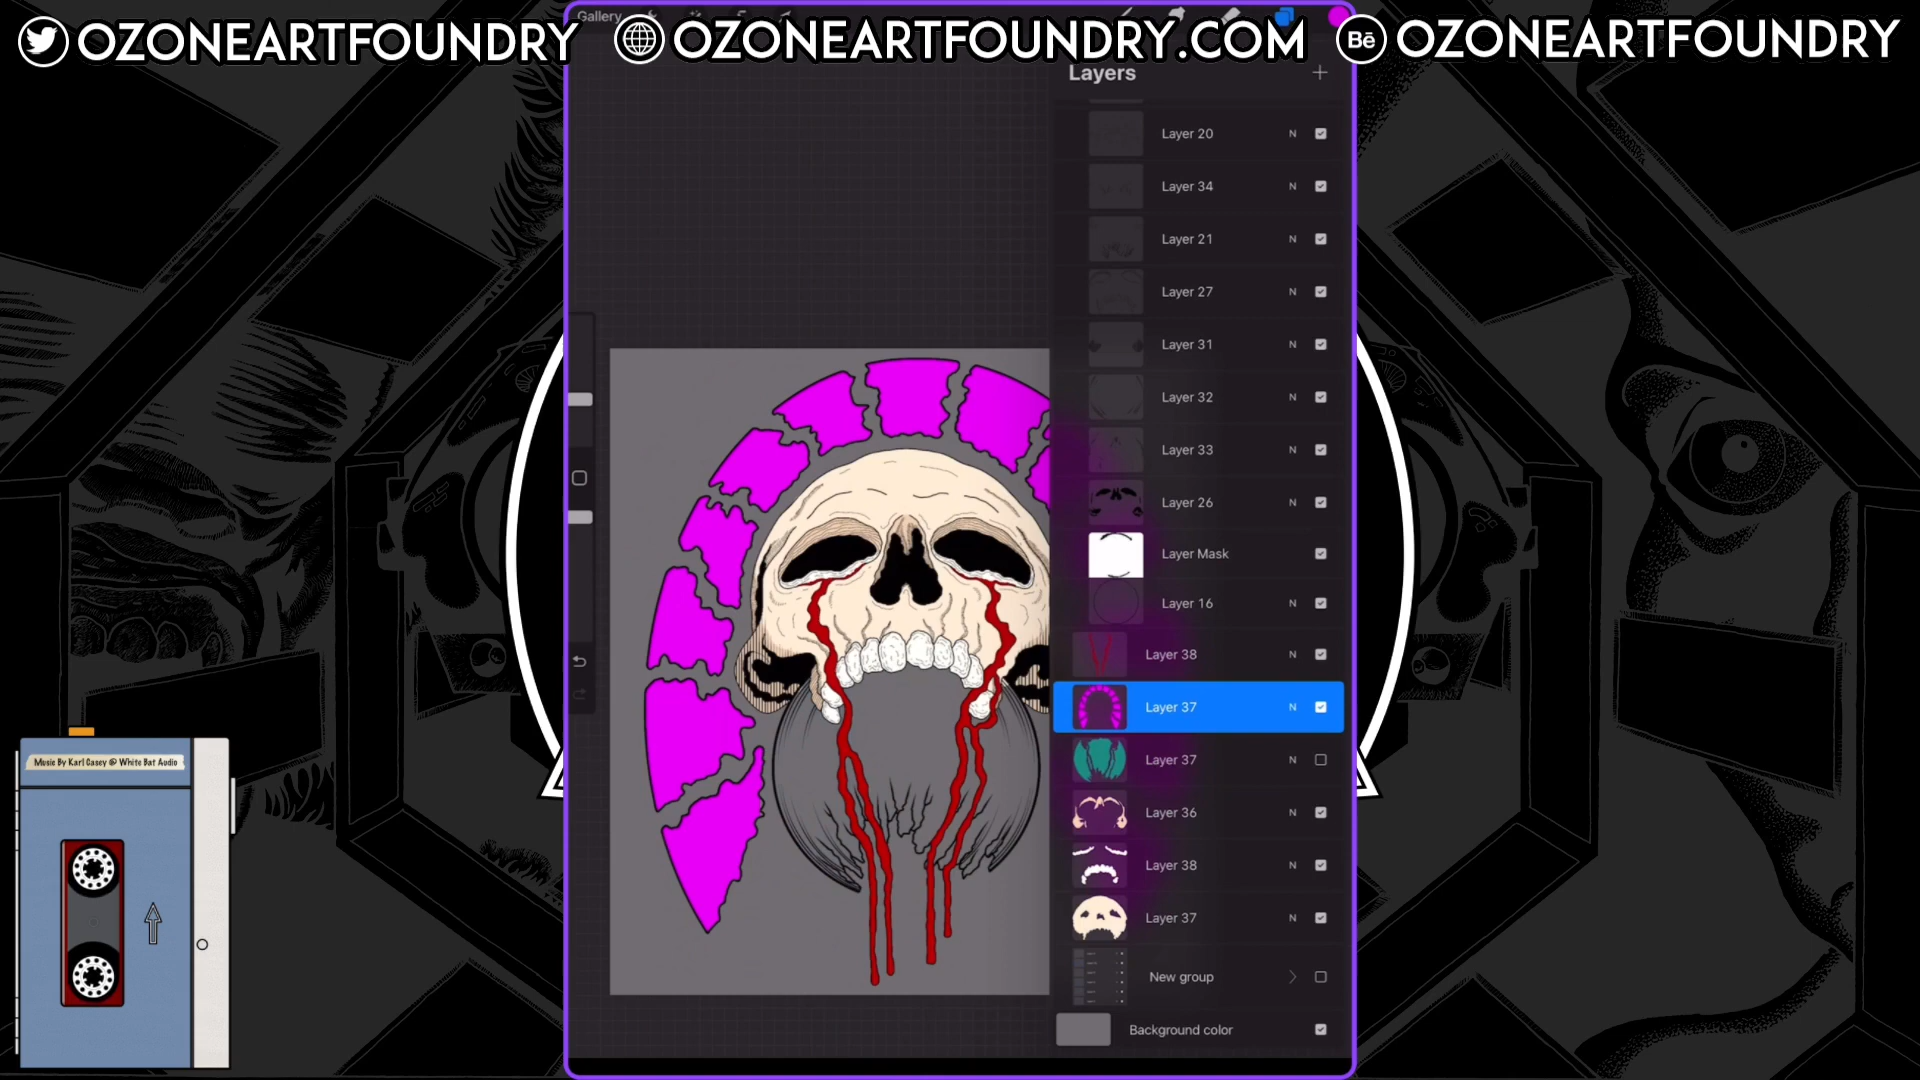 OZONEARTFOUNDRY
OZONEARTFOUNDRY.COM
Bē OZONEARTFOUNDRY
Gallery
Layers
Layer 20 N
Layer 34 N
Layer 21 N
Layer 27 N
Layer 31 N
Layer 32 N
Layer 33 N
Layer 26 N
Layer Mask
Layer 16 N
Layer 38 N
Layer 37 N
Layer 37 N
Layer 36 N
Layer 38 N
Layer 37 N
New group
Background color
Music By Karl Casey @ White Bat Audio